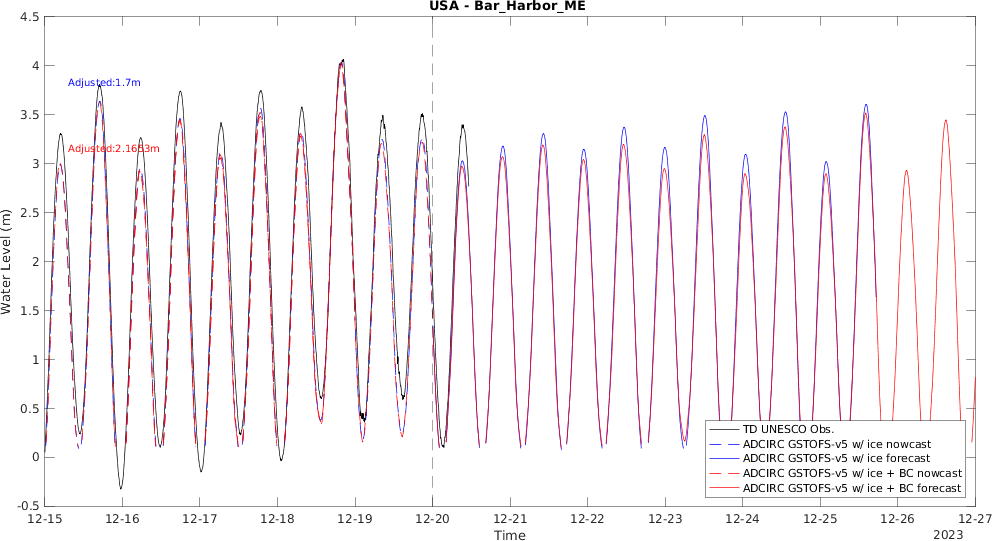 USA - Bar_Harbor_ME
4.5
4
3.5
3
2.5
2
1.5
1
0.5
0
-0.5
Water Level (m)
Adjusted:1.7m
Adjusted:2.1653m
TD UNESCO Obs.
ADCIRC GSTOFS-v5 w/ ice nowcast
ADCIRC GSTOFS-v5 w/ ice forecast
ADCIRC GSTOFS-v5 w/ ice + BC nowcast
ADCIRC GSTOFS-v5 w/ ice + BC forecast
12-15 12-16 12-17 12-18 12-19 12-20 12-21 12-22 12-23 12-24 12-25 12-26 12-27
Time
2023